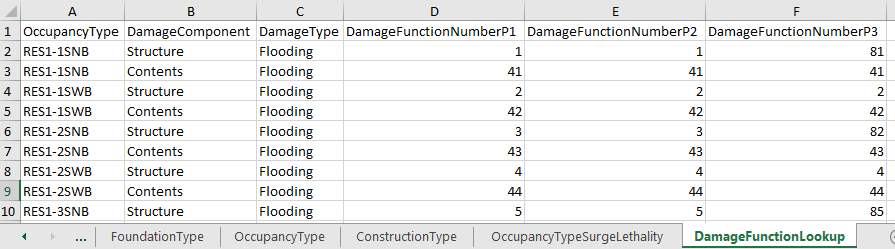 A B C D E F
1 OccupancyType DamageComponent DamageType DamageFunctionNumberP1 DamageFunctionNumberP2 DamageFunctionNumberP3
2 RES1-1SNB Structure Flooding 1 1 81
3 RES1-1SNB Contents Flooding 41 41 41
4 RES1-1SWB Structure Flooding 2 2 2
5 RES1-1SWB Contents Flooding 42 42 42
6 RES1-2SNB Structure Flooding 3 3 82
7 RES1-2SNB Contents Flooding 43 43 43
8 RES1-2SWB Structure Flooding 4 4 4
9 RES1-2SWB Contents Flooding 44 44 44
10 RES1-3SNB Structure Flooding 5 5 85
... FoundationType OccupancyType ConstructionType OccupancyTypeSurgeLethality DamageFunctionLookup